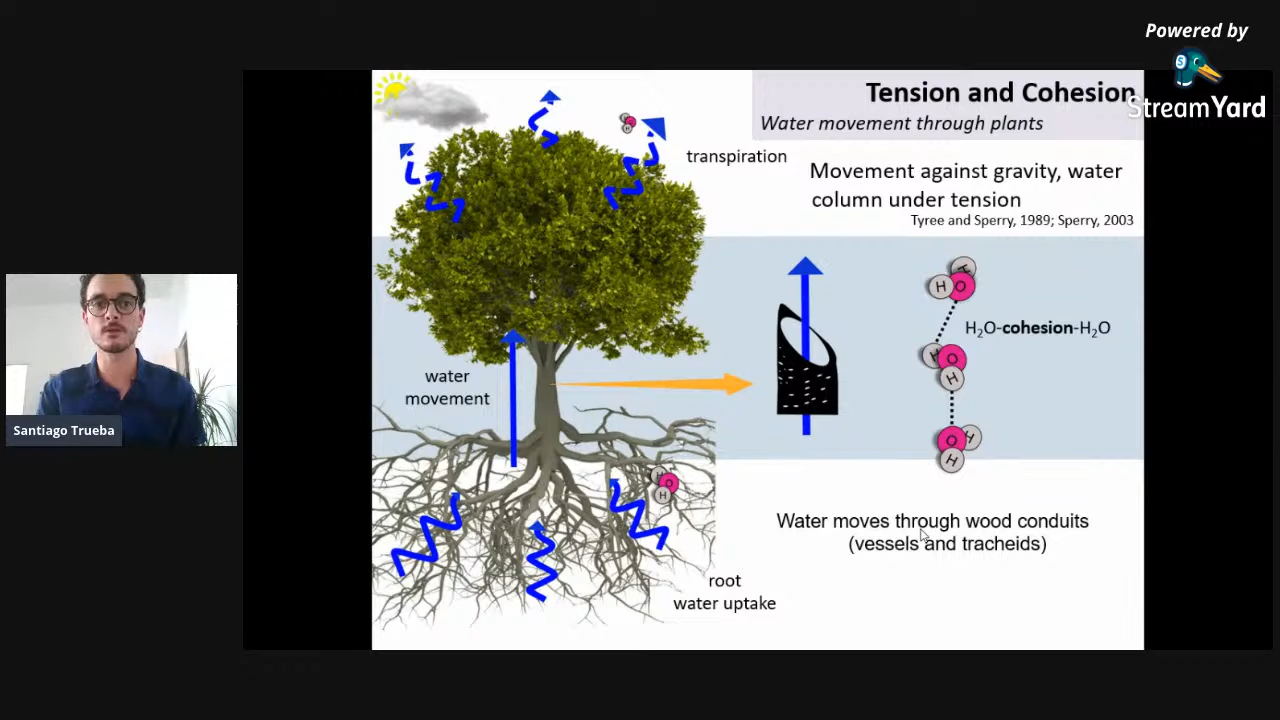 Powered by
StreamYard
Tension and Cohesion
Water movement through plants
transpiration
Movement against gravity, water
column under tension
Tyree and Sperry, 1989; Sperry, 2003
H
H
O
H
H
O
H₂O-cohesion-H₂O
H
O
H
water
movement
Santiago Trueba
O
H
H
H
O
H
Water moves through wood conduits
(vessels and tracheids)
root
water uptake